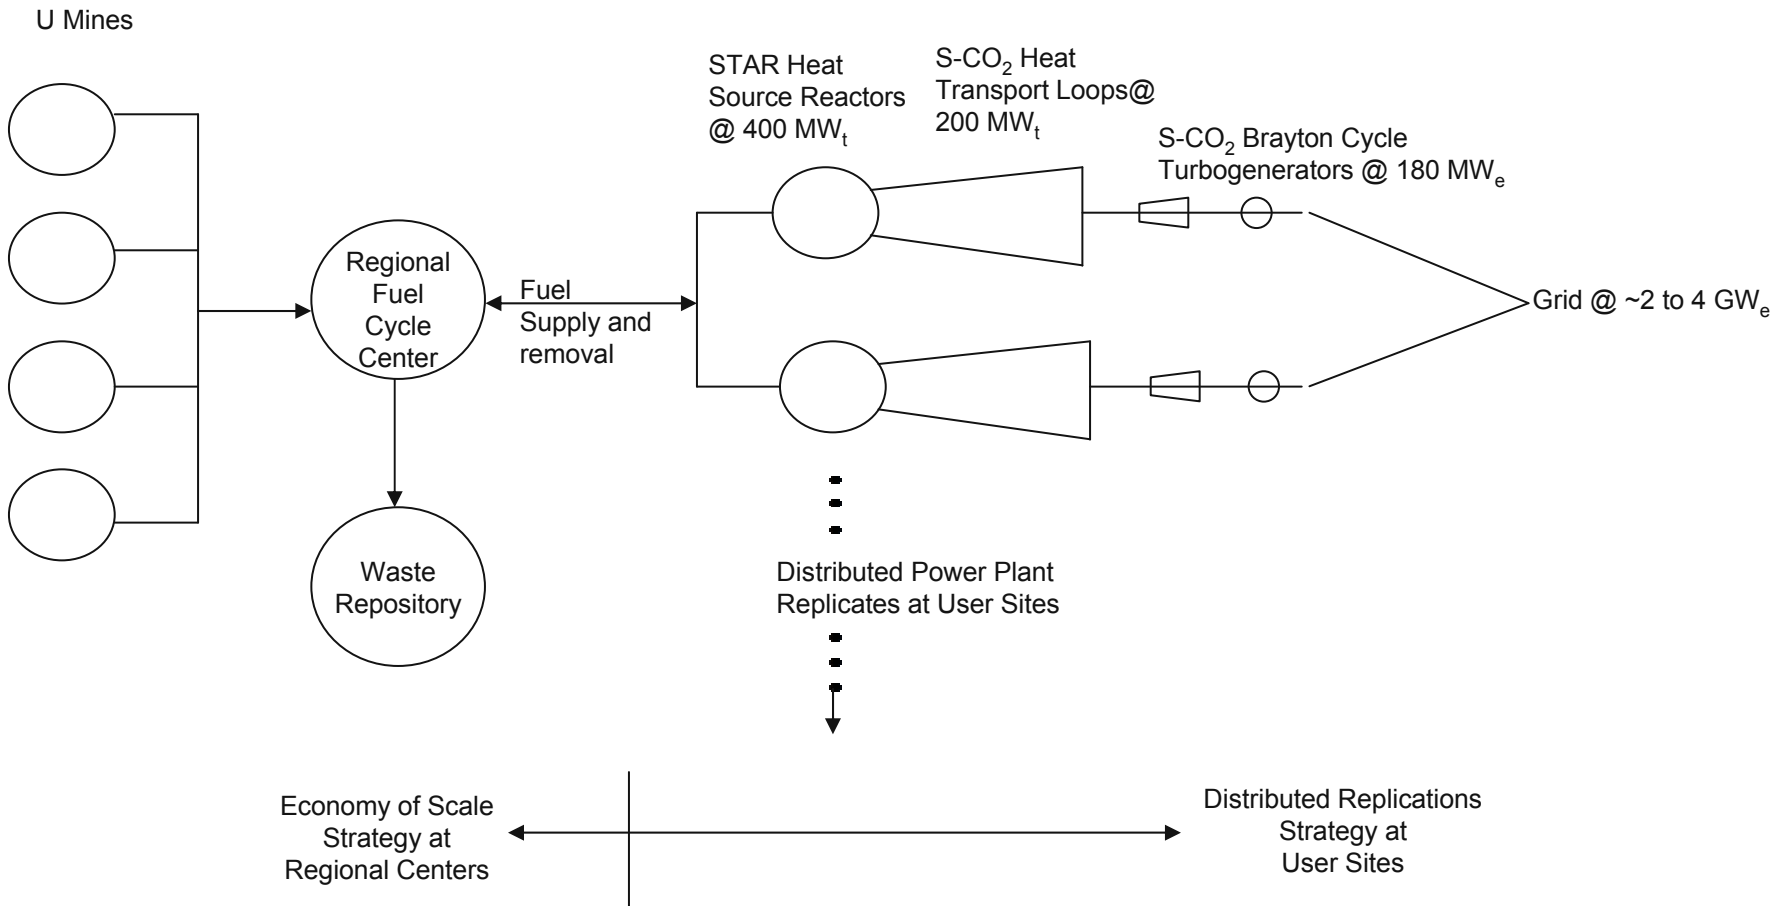 U Mines
STAR Heat
Source Reactors
@ 400 MWt
S-CO2 Heat
Transport Loops@
200 MWt
S-CO2 Brayton Cycle
Turbogenerators @ 180 MWe
Regional
Fuel
Cycle
Center
Fuel
Supply and
removal
Grid @ ~2 to 4 GWe
Waste
Repository
Distributed Power Plant
Replicates at User Sites
Economy of Scale
Strategy at
Regional Centers
Distributed Replications
Strategy at
User Sites